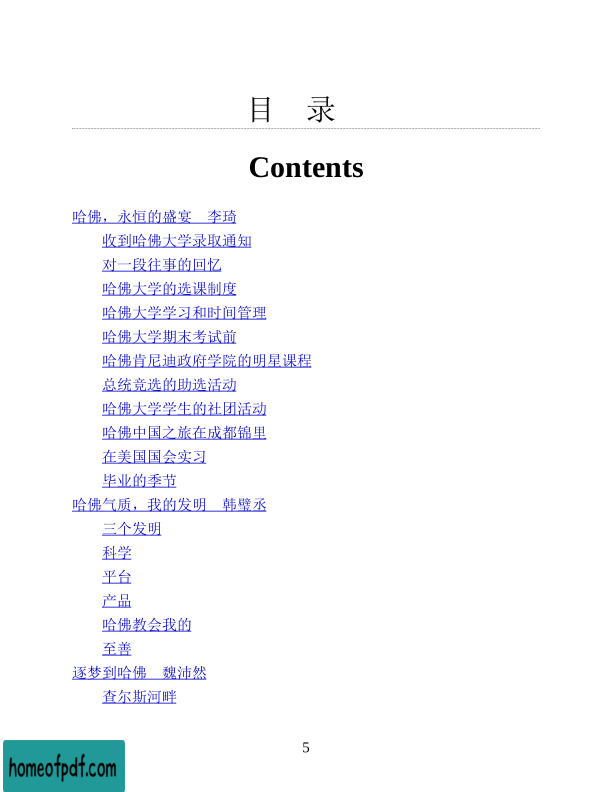 目　录
Contents
哈佛，永恒的盛宴　李琦
收到哈佛大学录取通知
对一段往事的回忆
哈佛大学的选课制度
哈佛大学学习和时间管理
哈佛大学期末考试前
哈佛肯尼迪政府学院的明星课程
总统竞选的助选活动
哈佛大学学生的社团活动
哈佛中国之旅在成都锦里
在美国国会实习
毕业的季节
哈佛气质，我的发明　韩璧丞
三个发明
科学
平台
产品
哈佛教会我的
至善
逐梦到哈佛　魏沛然
查尔斯河畔
5
homeofpdf.com